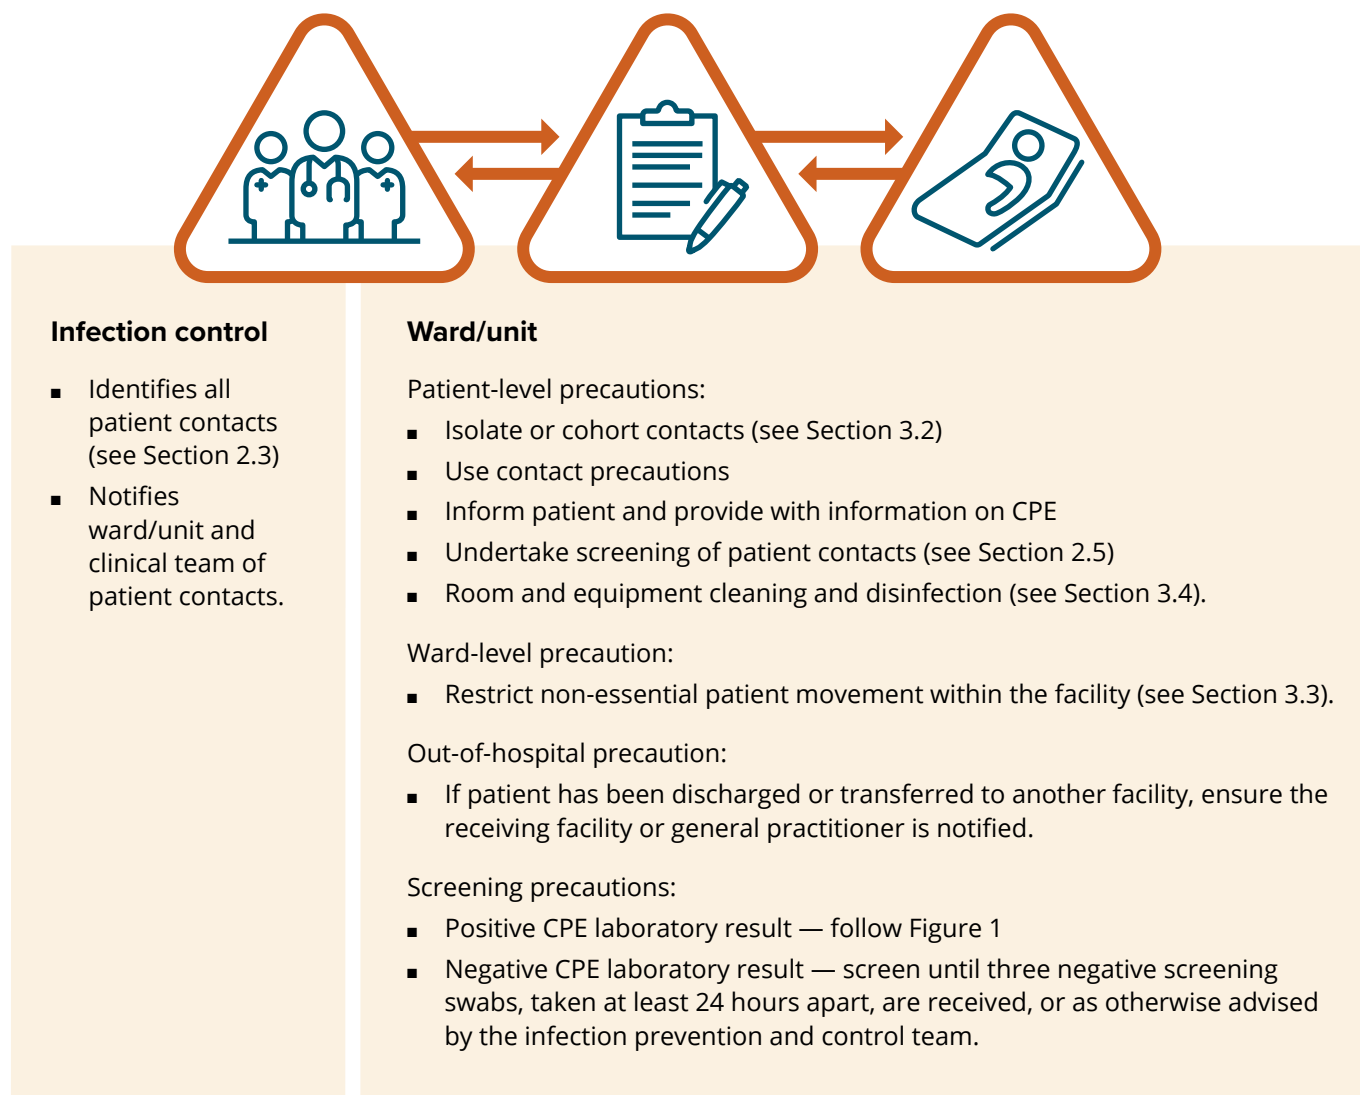 Infection control
■ Identifies all
patient contacts
(see Section 2.3)
■ Notifies
ward/unit and
clinical team of
patient contacts.
Ward/unit
Patient-level precautions:
■ Isolate or cohort contacts (see Section 3.2)
■ Use contact precautions
■ Inform patient and provide with information on CPE
■ Undertake screening of patient contacts (see Section 2.5)
■ Room and equipment cleaning and disinfection (see Section 3.4).
Ward-level precaution:
■ Restrict non-essential patient movement within the facility (see Section 3.3).
Out-of-hospital precaution:
■ If patient has been discharged or transferred to another facility, ensure the
receiving facility or general practitioner is notified.
Screening precautions:
■ Positive CPE laboratory result — follow Figure 1
■ Negative CPE laboratory result — screen until three negative screening
swabs, taken at least 24 hours apart, are received, or as otherwise advised
by the infection prevention and control team.